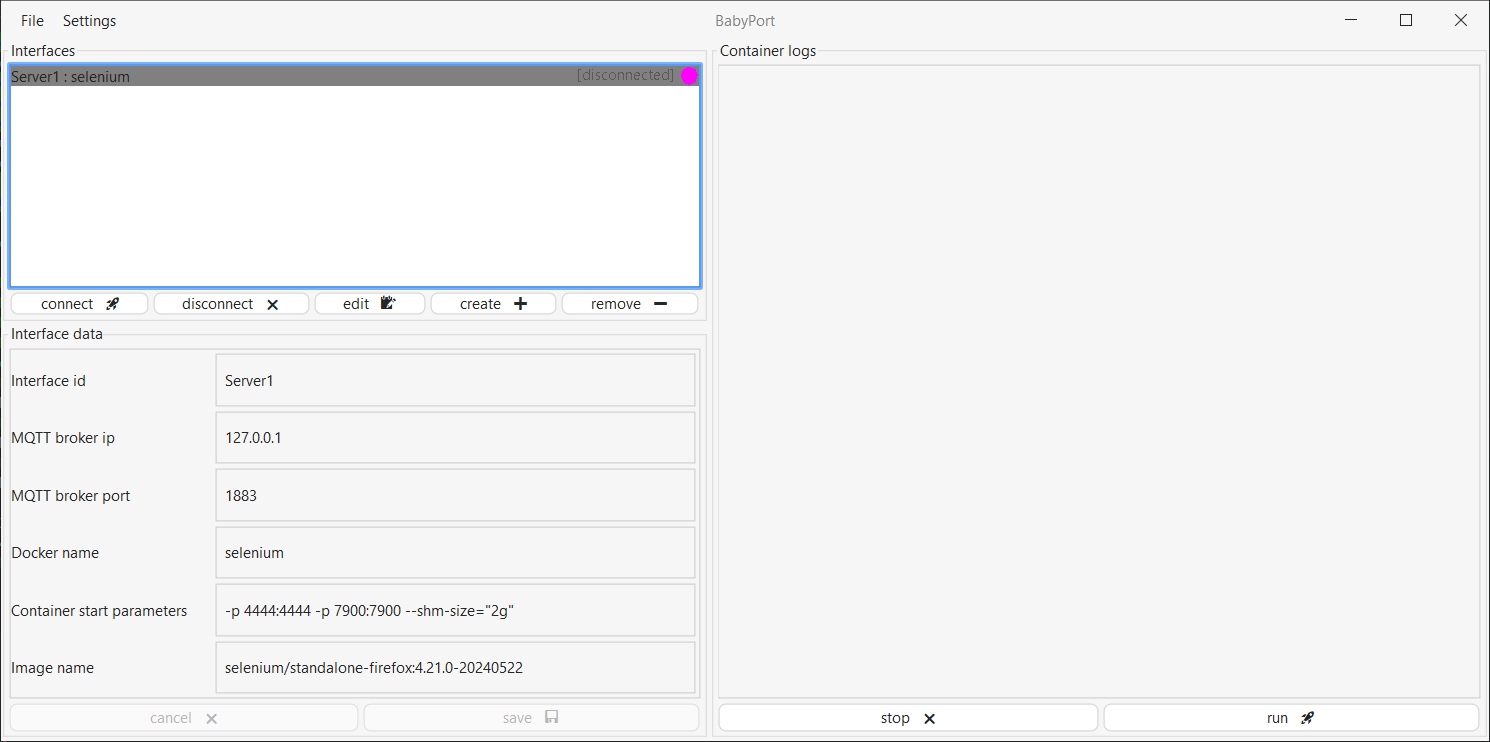 File Settings BabyPort
Interfaces
Server1 : selenium [disconnected]
connect disconnect edit create remove
Interface data
Interface id Server1
MQTT broker ip 127.0.0.1
MQTT broker port 1883
Docker name selenium
Container start parameters -p 4444:4444 -p 7900:7900 --shm-size="2g"
Image name selenium/standalone-firefox:4.21.0-20240522
cancel save
Container logs
stop run